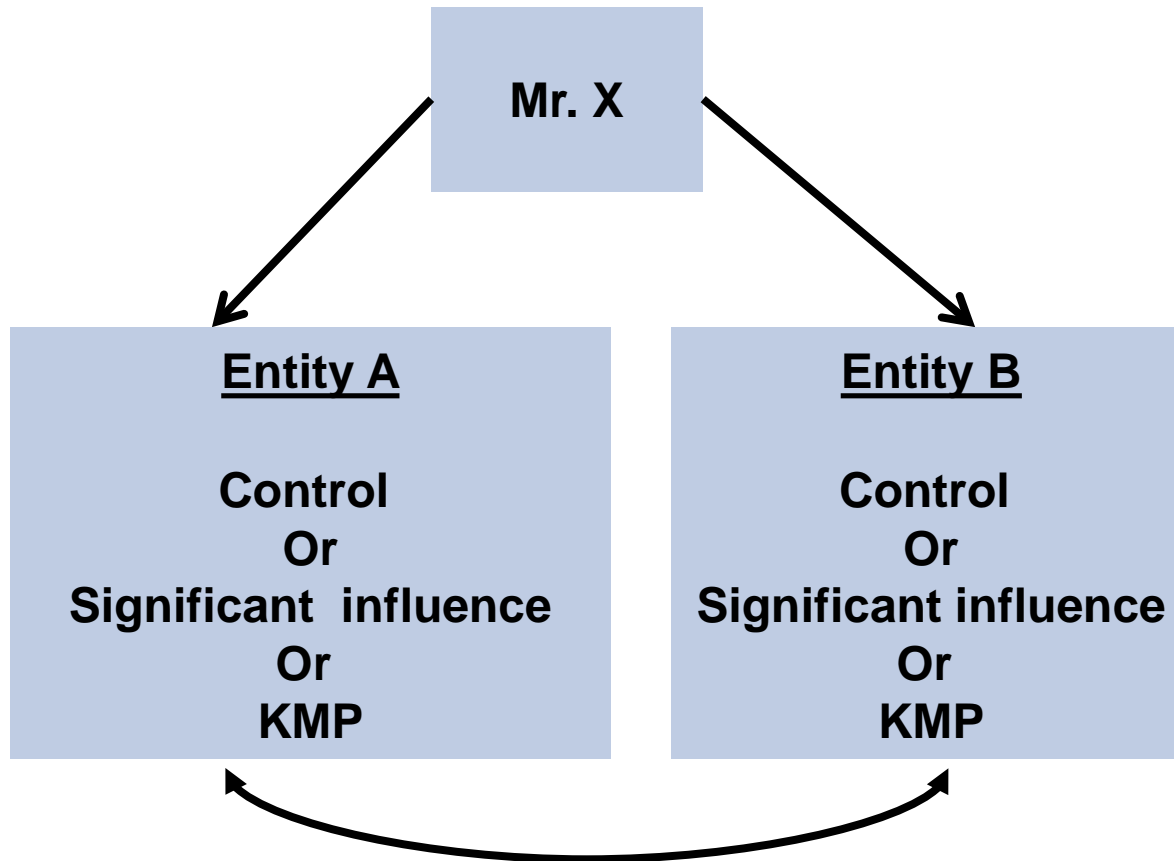 Mr. X
Entity A
Control
Or
Significant influence
Or
KMP
Entity B
Control
Or
Significant influence
Or
KMP